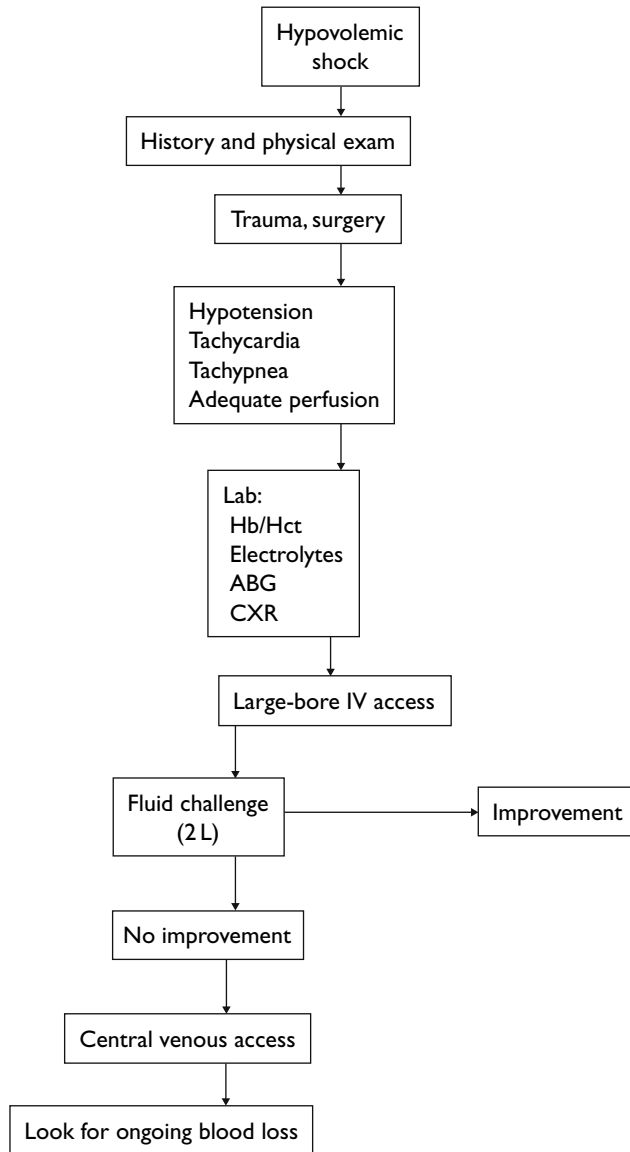 Hypovolemic
shock
History and physical exam
Trauma, surgery
Hypotension
Tachycardia
Tachypnea
Adequate perfusion
Lab:
Hb/Hct
Electrolytes
ABG
CXR
Large-bore IV access
Fluid challenge
(2 L)
Improvement
No improvement
Central venous access
Look for ongoing blood loss